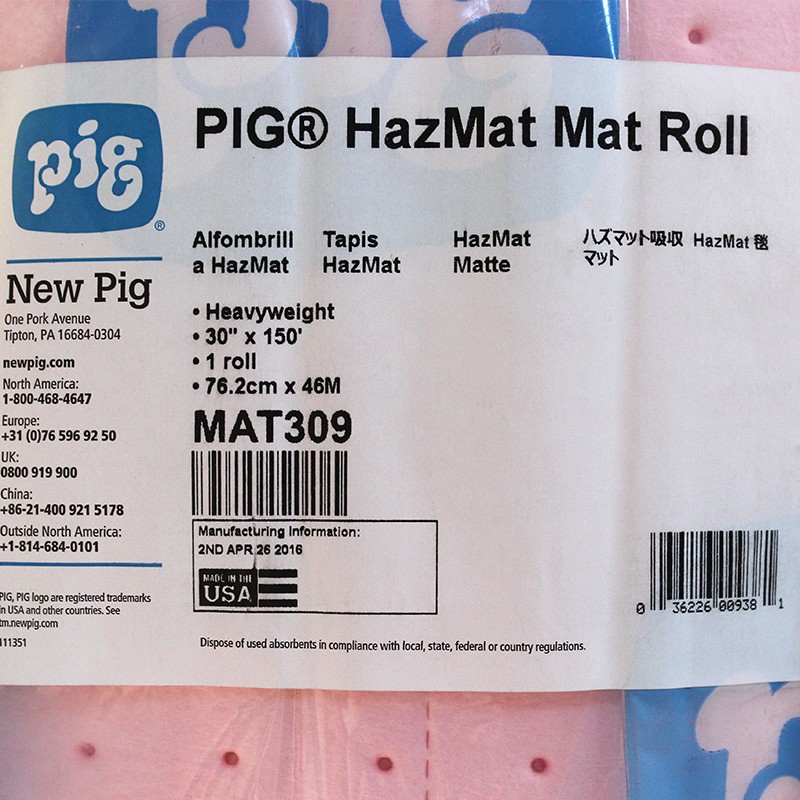 pig
PIG® HazMat Mat Roll
pig®
Alfombrill
a HazMat
Tapis
HazMat
HazMat
Matte
ハズマット吸収
マット
HazMat 毯
New Pig
One Pork Avenue
Tipton, PA 16684-0304
newpig.com
North America:
1-800-468-4647
Europe:
+31 (0)76 596 92 50
UK:
0800 919 900
China:
+86-21-400 921 5178
Outside North America:
+1-814-684-0101
PIG, PIG logo are registered trademarks
in USA and other countries. See
tm.newpig.com
111351
• Heavyweight
• 30" x 150'
• 1 roll
• 76.2cm x 46M
MAT309
Manufacturing Information:
2ND APR 26 2016
MADE IN THE
USA
0 36226 00938 1
Dispose of used absorbents in compliance with local, state, federal or country regulations.